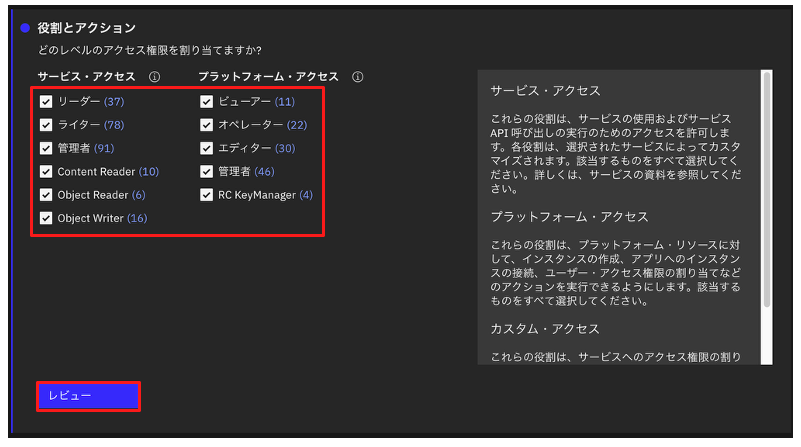 役割とアクション
どのレベルのアクセス権限を割り当てますか?
サービス・アクセス
プラットフォーム・アクセス
リーダー (37)
ビューアー (11)
ライター (78)
オペレーター (22)
管理者 (91)
エディター (30)
Content Reader (10)
管理者 (46)
Object Reader (6)
RC KeyManager (4)
Object Writer (16)
サービス・アクセス
これらの役割は、サービスの使用およびサービス
API 呼び出しの実行のためのアクセスを許可しま
す。各役割は、選択されたサービスによってカスタ
マイズされます。該当するものをすべて選択してく
ださい。詳しくは、サービスの資料を参照してくだ
さい。
プラットフォーム・アクセス
これらの役割は、プラットフォーム・リソースに対
して、インスタンスの作成、アプリへのインスタン
スの接続、ユーザー・アクセス権限の割り当てなど
のアクションを実行できるようにします。該当する
ものをすべて選択してください。
カスタム・アクセス
これらの役割は、サービスへのアクセス権限の割り
レビュー